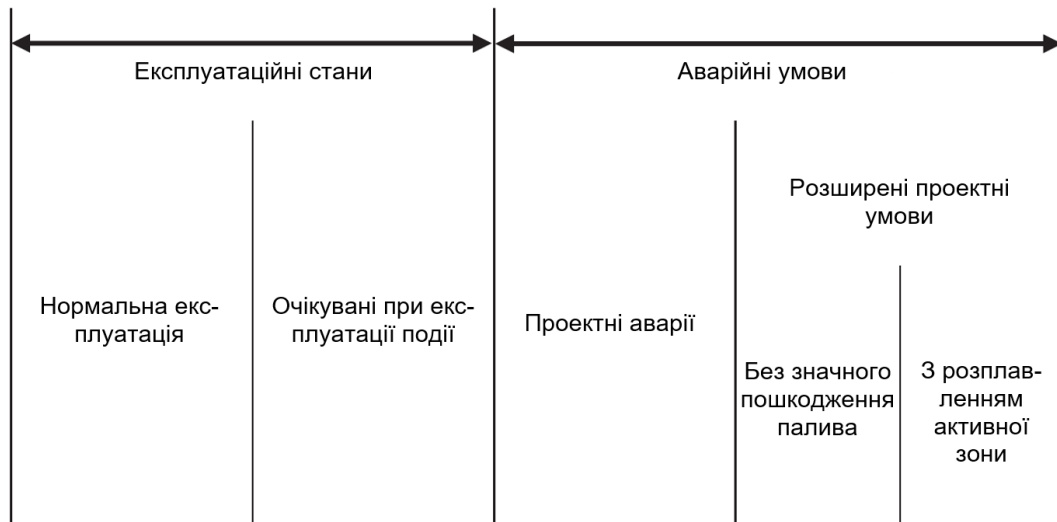 Експлуатаційні стани
Аварійні умови
Розширені проектні
умови
Нормальна екс-
плуатація
Очікувані при екс-
плуатації події
Проектні аварії
Без значного
пошкодження
палива
З розплав-
ленням
активної
зони